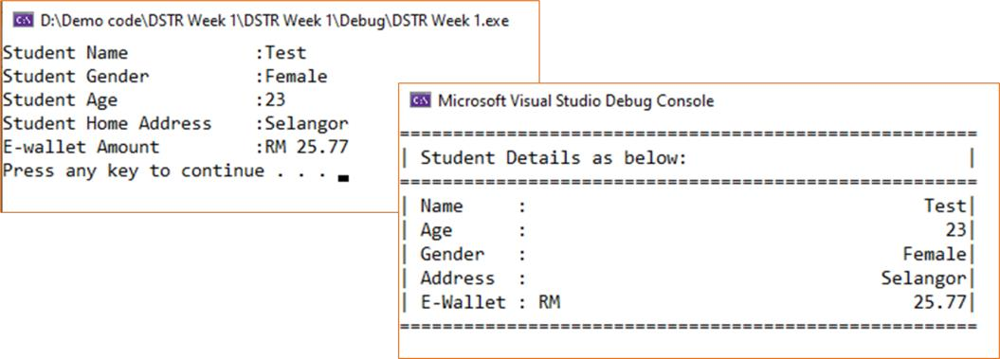 D:\Demo code\DSTR Week 1\DSTR Week 1\Debug\DSTR Week 1.exe
Student Name :Test
Student Gender :Female
Student Age :23
Student Home Address :Selangor
E-wallet Amount :RM 25.77
Press any key to continue . . .
Microsoft Visual Studio Debug Console
======================================================
| Student Details as below: |
======================================================
| Name : Test|
| Age : 23|
| Gender : Female|
| Address : Selangor|
| E-Wallet : RM 25.77|
======================================================